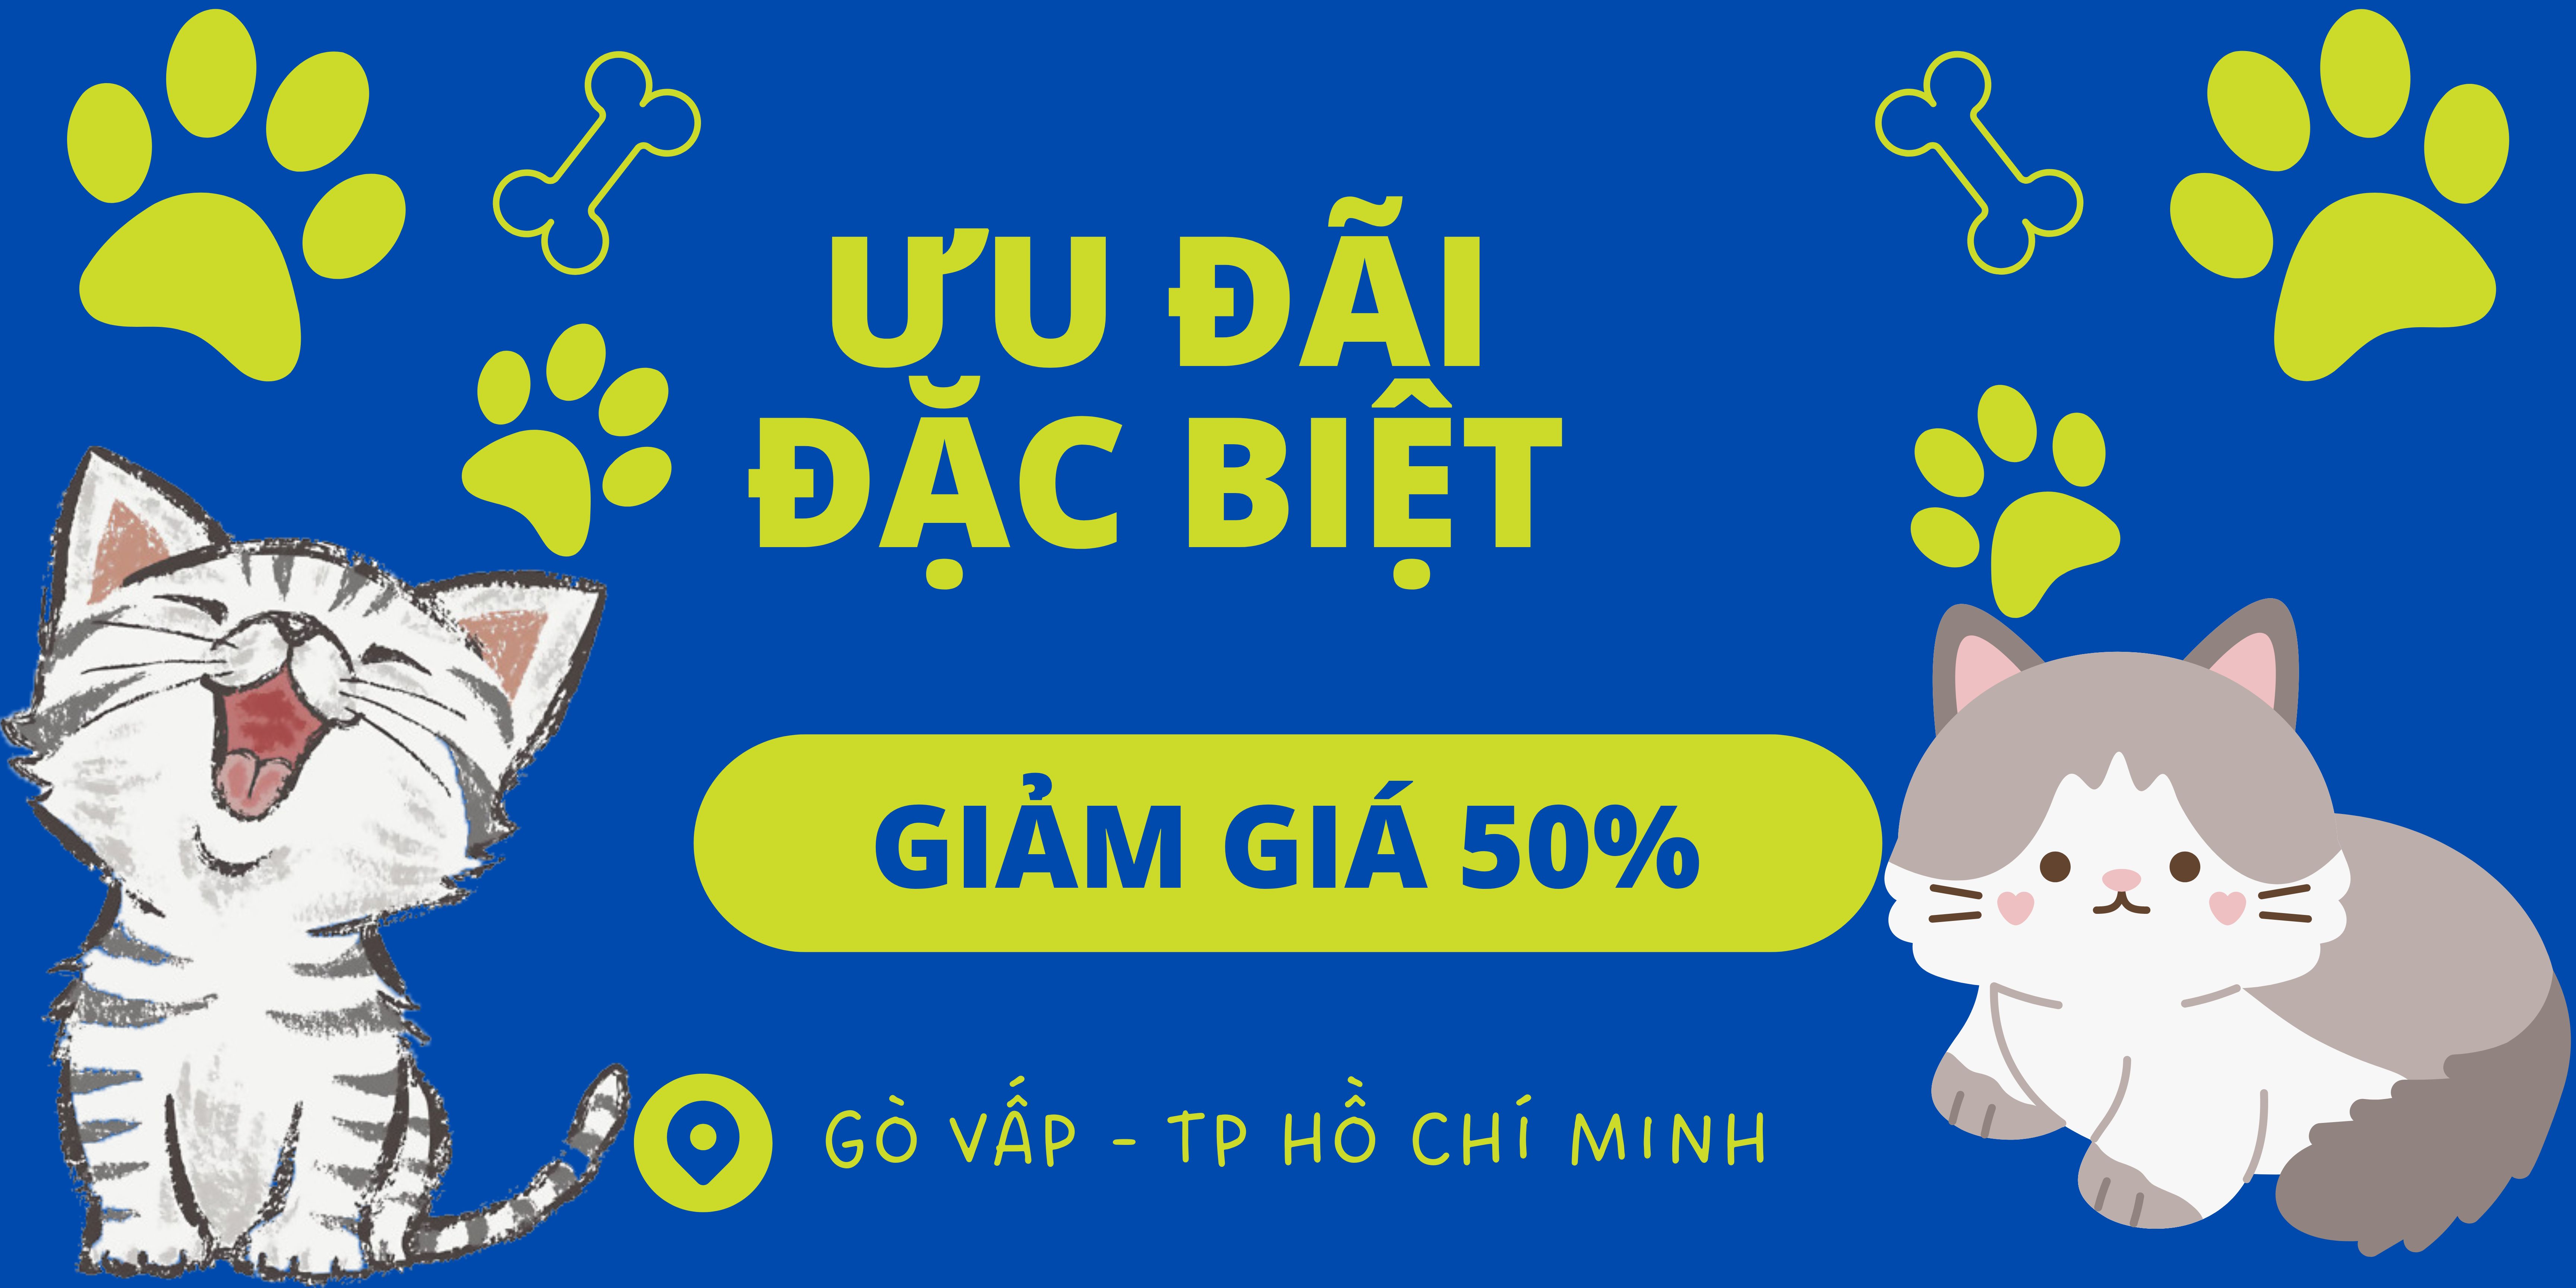 ƯU ĐÃI
ĐẶC BIỆT
GIẢM GIÁ 50%
GÒ VẤP - TP HỒ CHÍ MINH